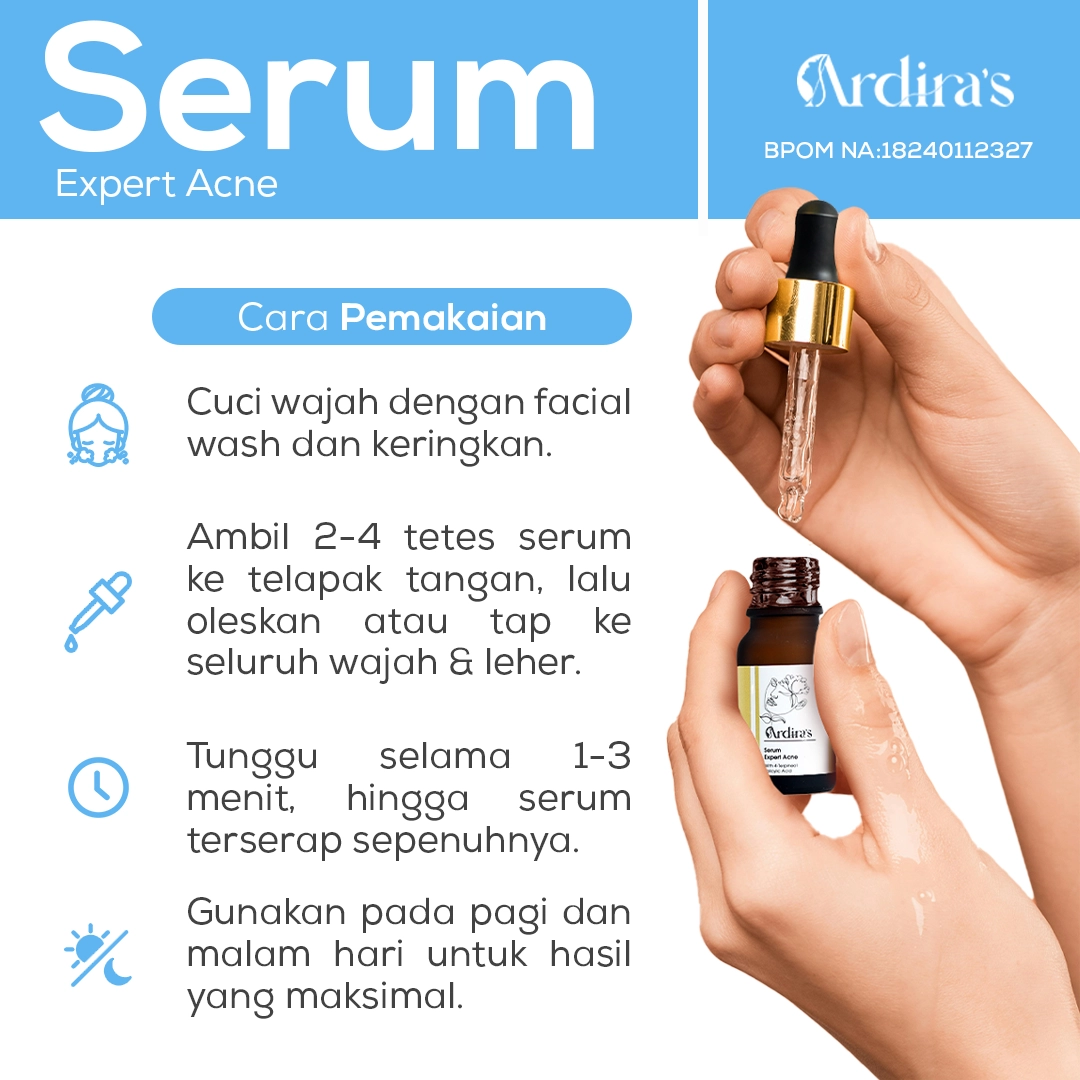 Serum
Expert Acne
Ardira's
BPOM NA:18240112327
Cara Pemakaian
Cuci wajah dengan facial
wash dan keringkan.
Ambil 2-4 tetes serum
ke telapak tangan, lalu
oleskan atau tap ke
seluruh wajah & leher.
Tunggu selama 1-3
menit, hingga serum
terserap sepenuhnya.
Gunakan pada pagi dan
malam hari untuk hasil
yang maksimal.
Ardira's
Serum
Expert Acne
Acid